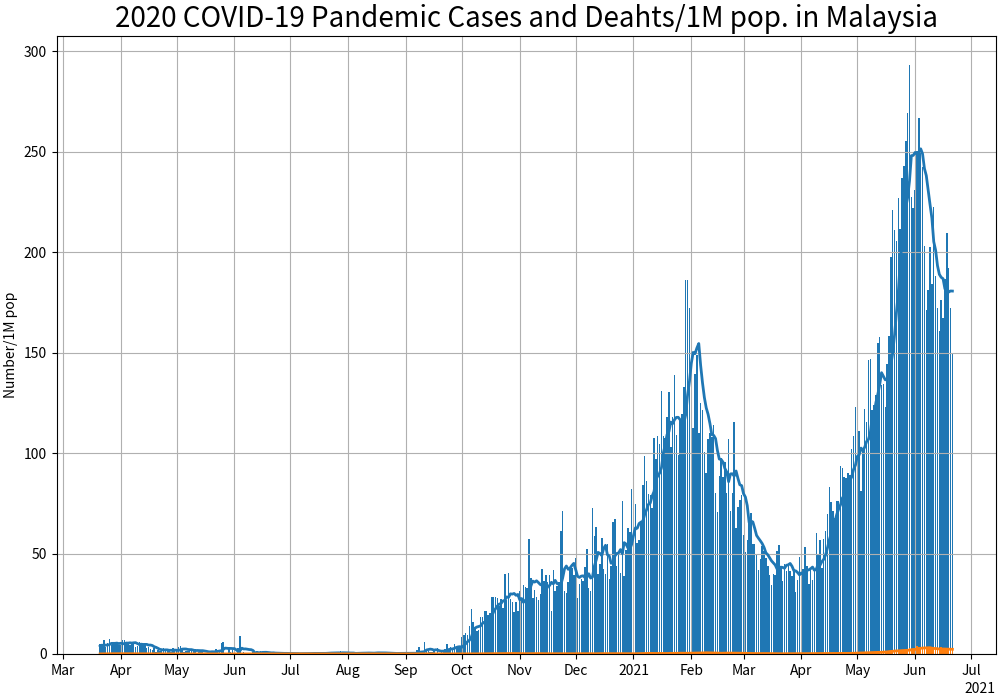 2020 COVID-19 Pandemic Cases and Deahts/1M pop. in Malaysia
Number/1M pop
300
250
200
150
100
50
0
Mar Apr May Jun Jul Aug Sep Oct Nov Dec 2021 Feb Mar Apr May Jun Jul
2021